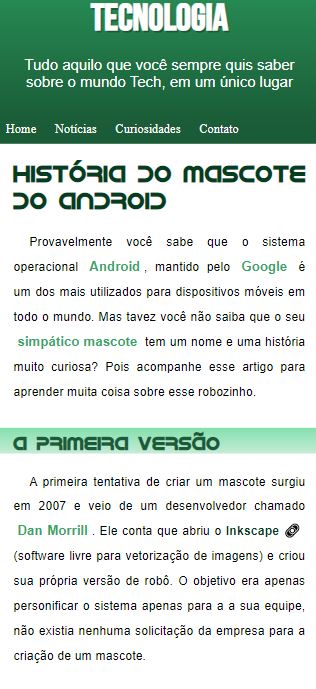 TECNOLOGIA
Tudo aquilo que você sempre quis saber
sobre o mundo Tech, em um único lugar
Home Notícias Curiosidades Contato
História do Mascote
do Android
Provavelmente você sabe que o sistema
operacional Android , mantido pelo Google é
um dos mais utilizados para dispositivos móveis em
todo o mundo. Mas tavez você não saiba que o seu
simpático mascote tem um nome e uma história
muito curiosa? Pois acompanhe esse artigo para
aprender muita coisa sobre esse robozinho.
A primeira versão
A primeira tentativa de criar um mascote surgiu
em 2007 e veio de um desenvolvedor chamado
Dan Morrill . Ele conta que abriu o Inkscape
(software livre para vetorização de imagens) e criou
sua própria versão de robô. O objetivo era apenas
personificar o sistema apenas para a a sua equipe,
não existia nenhuma solicitação da empresa para a
criação de um mascote.